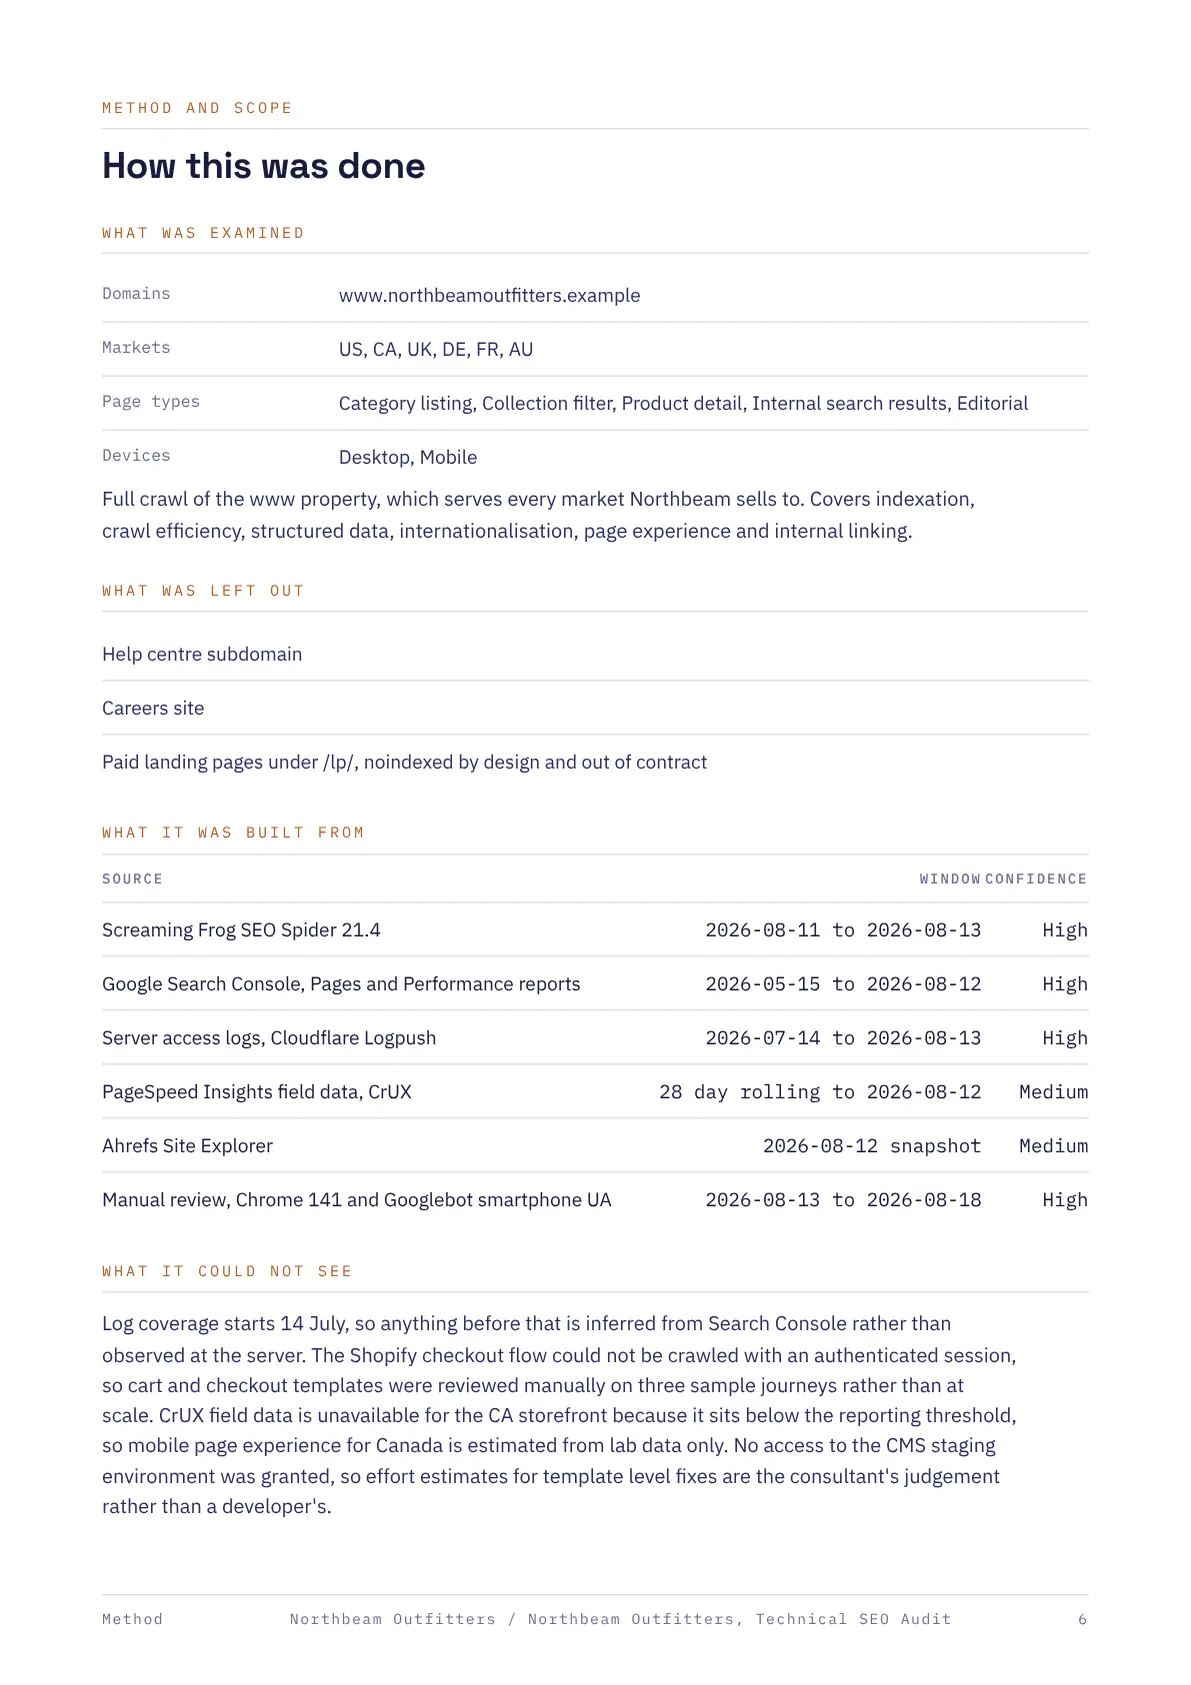 METHOD AND SCOPE
How this was done
WHAT WAS EXAMINED
Domains www.northbeamoutfitters.example
Markets US, CA, UK, DE, FR, AU
Page types Category listing, Collection filter, Product detail, Internal search results, Editorial
Devices Desktop, Mobile
Full crawl of the www property, which serves every market Northbeam sells to. Covers indexation,
crawl efficiency, structured data, internationalisation, page experience and internal linking.
WHAT WAS LEFT OUT
Help centre subdomain
Careers site
Paid landing pages under /lp/, noindexed by design and out of contract
WHAT IT WAS BUILT FROM
SOURCE WINDOW CONFIDENCE
Screaming Frog SEO Spider 21.4 2026-08-11 to 2026-08-13 High
Google Search Console, Pages and Performance reports 2026-05-15 to 2026-08-12 High
Server access logs, Cloudflare Logpush 2026-07-14 to 2026-08-13 High
PageSpeed Insights field data, CrUX 28 day rolling to 2026-08-12 Medium
Ahrefs Site Explorer 2026-08-12 snapshot Medium
Manual review, Chrome 141 and Googlebot smartphone UA 2026-08-13 to 2026-08-18 High
WHAT IT COULD NOT SEE
Log coverage starts 14 July, so anything before that is inferred from Search Console rather than
observed at the server. The Shopify checkout flow could not be crawled with an authenticated session,
so cart and checkout templates were reviewed manually on three sample journeys rather than at
scale. CrUX field data is unavailable for the CA storefront because it sits below the reporting threshold,
so mobile page experience for Canada is estimated from lab data only. No access to the CMS staging
environment was granted, so effort estimates for template level fixes are the consultant's judgement
rather than a developer's.
Method Northbeam Outfitters / Northbeam Outfitters, Technical SEO Audit 6